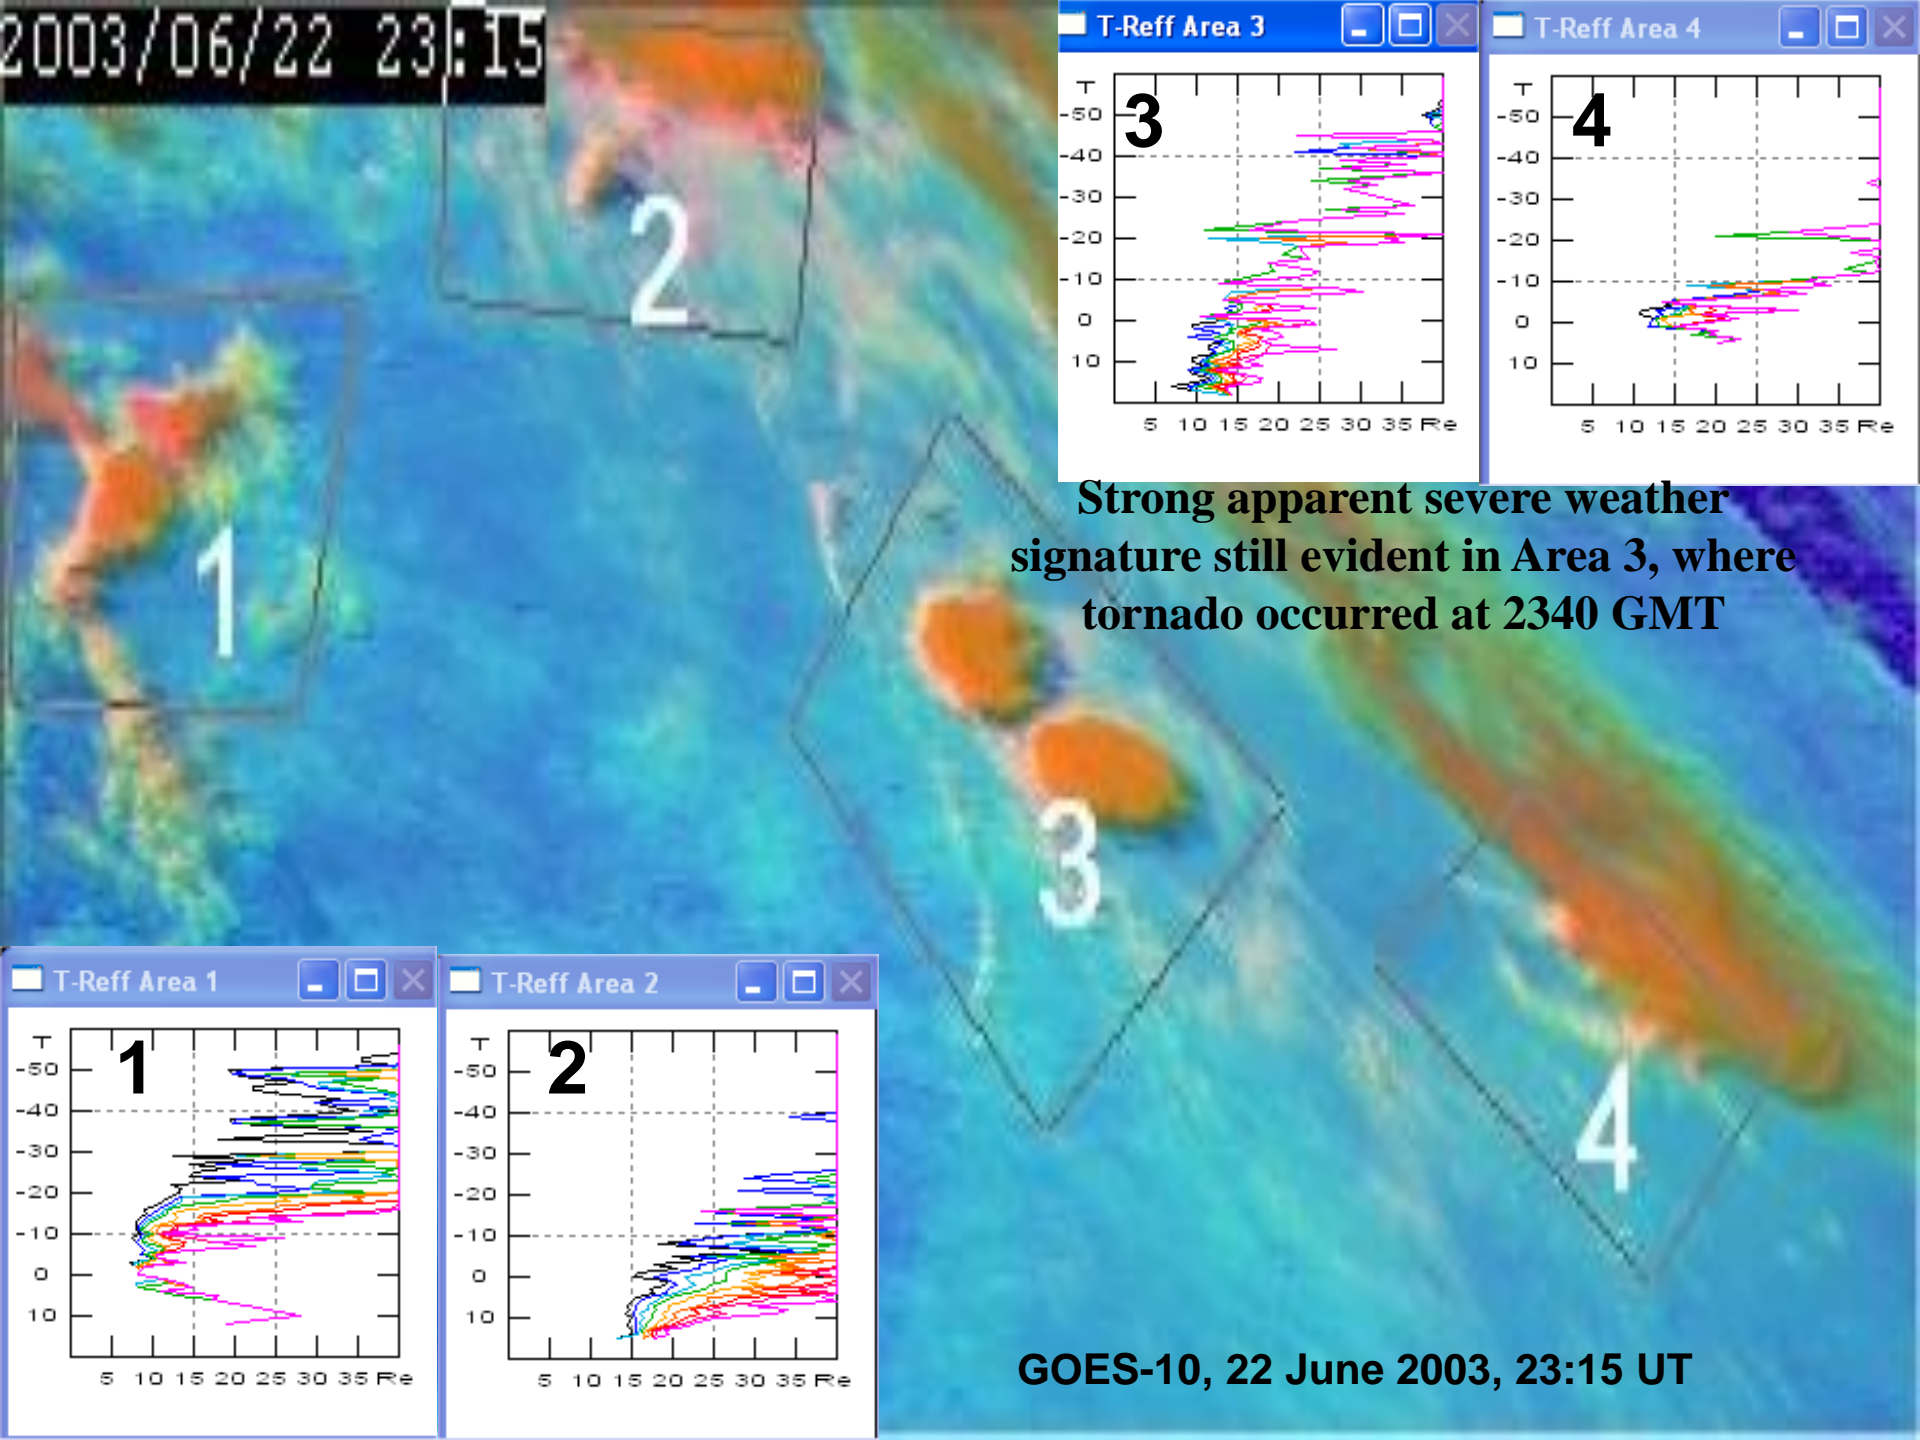 2003/06/22 23:15
T-Reff Area 3
T
-50
-40
-30
-20
-10
0
10
5 10 15 20 25 30 35 Re
3
T-Reff Area 4
T
-50
-40
-30
-20
-10
0
10
5 10 15 20 25 30 35 Re
4
Strong apparent severe weather
signature still evident in Area 3, where
tornado occurred at 2340 GMT
1
2
3
4
T-Reff Area 1
T
-50
-40
-30
-20
-10
0
10
5 10 15 20 25 30 35 Re
1
T-Reff Area 2
T
-50
-40
-30
-20
-10
0
10
5 10 15 20 25 30 35 Re
2
GOES-10, 22 June 2003, 23:15 UT